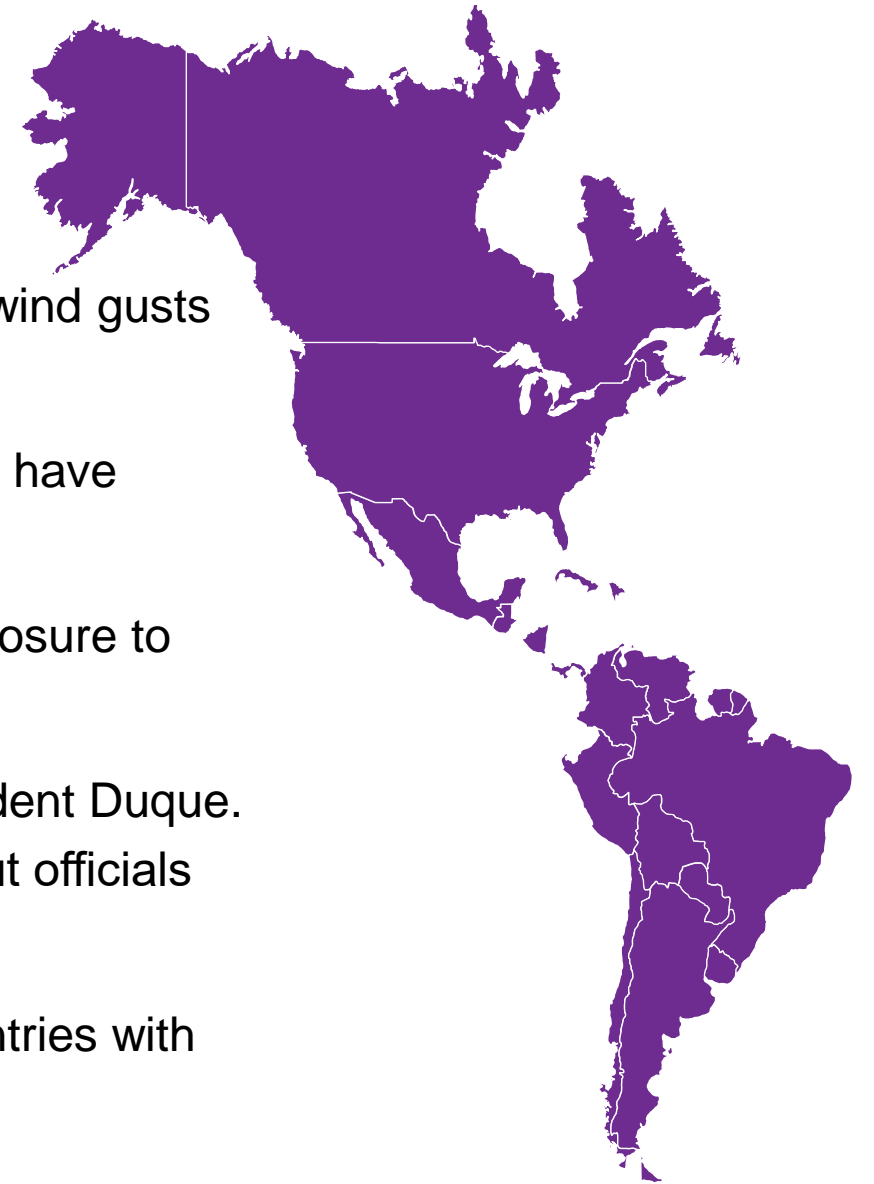 wind gusts
have
osure to
dent Duque.
ut officials
ntries with